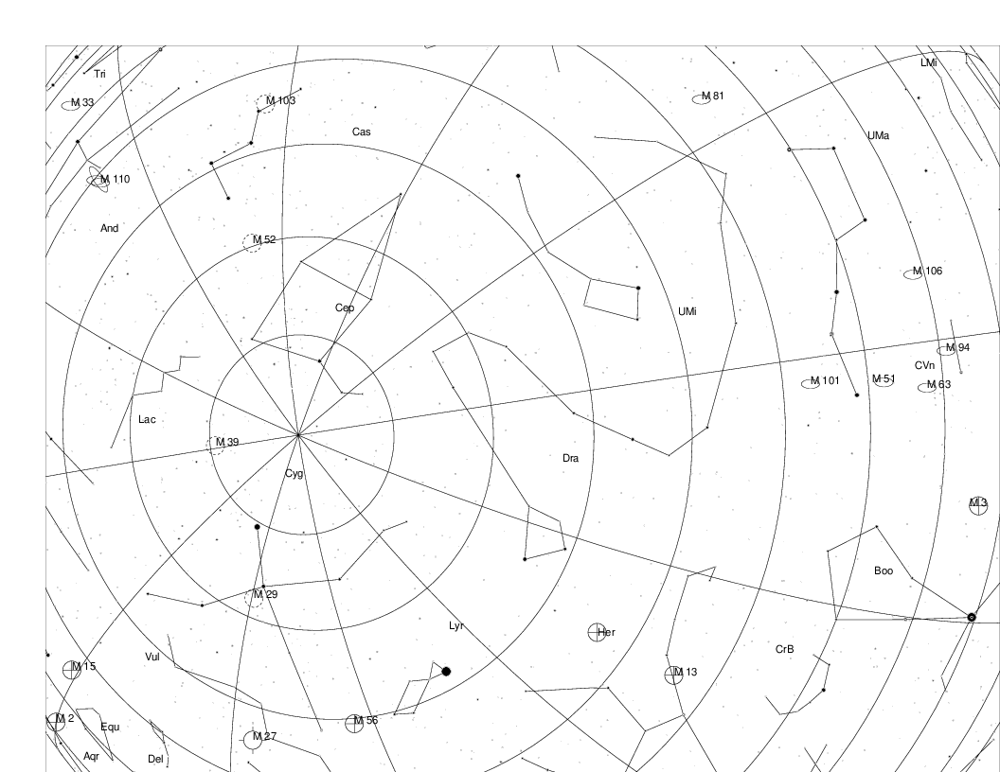 LMi
Tri
M 81
M 103
M 33
Cas
UMa
M 110
And
M 52
M 106
Cep
UMi
M 94
CVn
M 101
M 51
M 63
Lac
M 39
Dra
Cyg
M 3
Boo
M 29
Lyr
Her
CrB
Vul
M 15
M 13
M 2
M 56
Equ
M 27
Aqr
Del